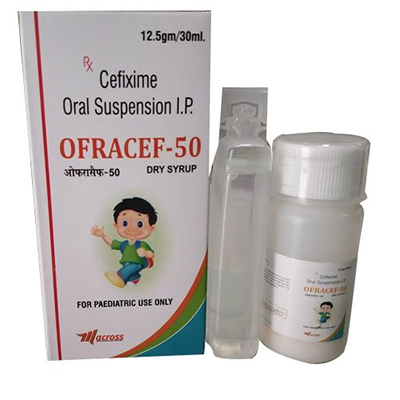 12.5gm/30ml.
Rx
Cefixime
Oral Suspension I.P.
OFRACEF-50
ओफरासैफ-50 DRY SYRUP
FOR PAEDIATRIC USE ONLY
Macross
Rx Cefixime
Oral Suspension I.P
OFRACEF-50